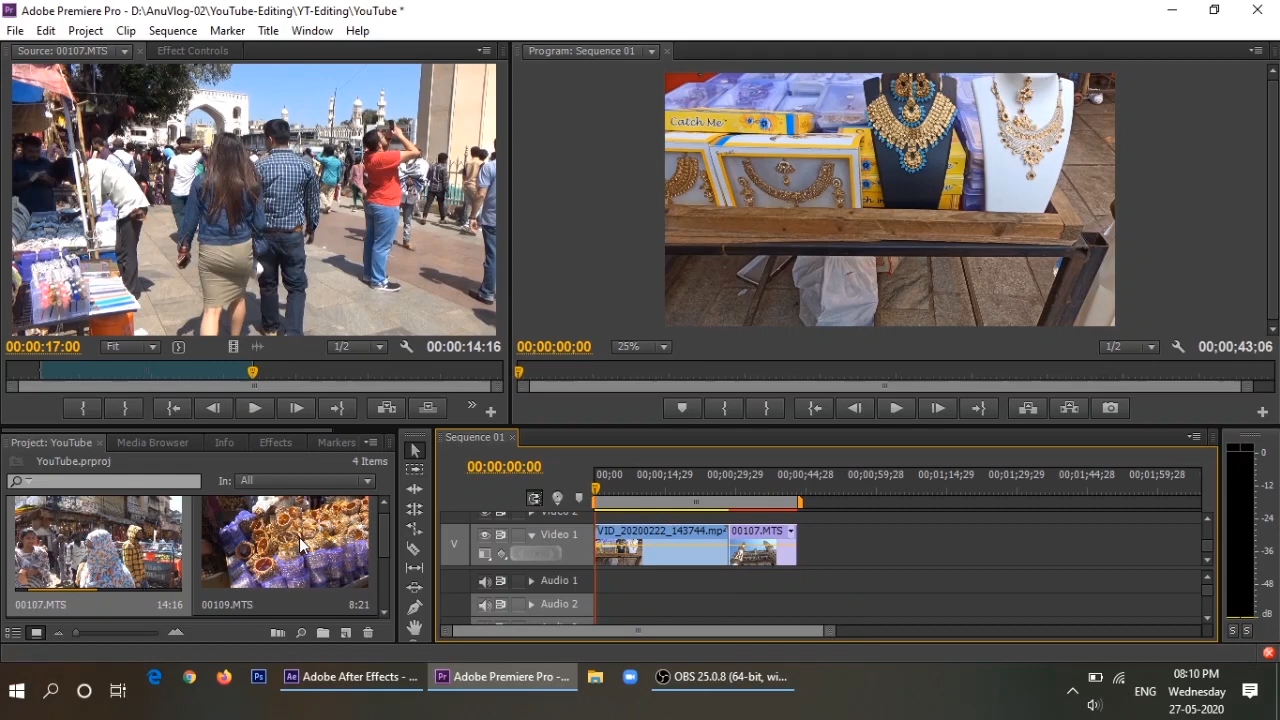 Adobe Premiere Pro - D:\AnuVlog-02\YouTube-Editing\YT-Editing\YouTube *
File Edit Project Clip Sequence Marker Title Window Help
Source: 00107.MTS Effect Controls
Program: Sequence 01
Catch Me
00:00:17:00 Fit 1/2 00:00:14:16
00;00;00;00 25% 1/2 00;00;43;06
Project: YouTube Media Browser Info Effects Markers
YouTube.prproj 4 Items
In: All
00107.MTS 14:16
00109.MTS 8:21
Sequence 01
00;00;00;00
00;00 00;00;14;29 00;00;29;29 00;00;44;28 00;00;59;28 00;01;14;29 00;01;29;29 00;01;44;28 00;01;59;28
Video 2
V Video 1
VID_20200222_143744.mp4 00107.MTS
Audio 1
Audio 2
0
-12
-24
-36
-48
dB
S S
Ps Ae Adobe After Effects - ... Pr Adobe Premiere Pro -... OBS 25.0.8 (64-bit, wi...
ENG
08:10 PM
Wednesday
27-05-2020